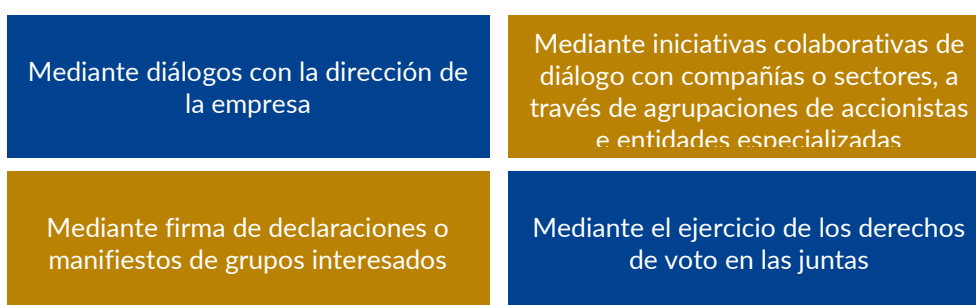 Mediante diálogos con la dirección de
la empresa
Mediante iniciativas colaborativas de
diálogo con compañías o sectores, a
través de agrupaciones de accionistas
e entidades especializadas
Mediante firma de declaraciones o
manifiestos de grupos interesados
Mediante el ejercicio de los derechos
de voto en las juntas